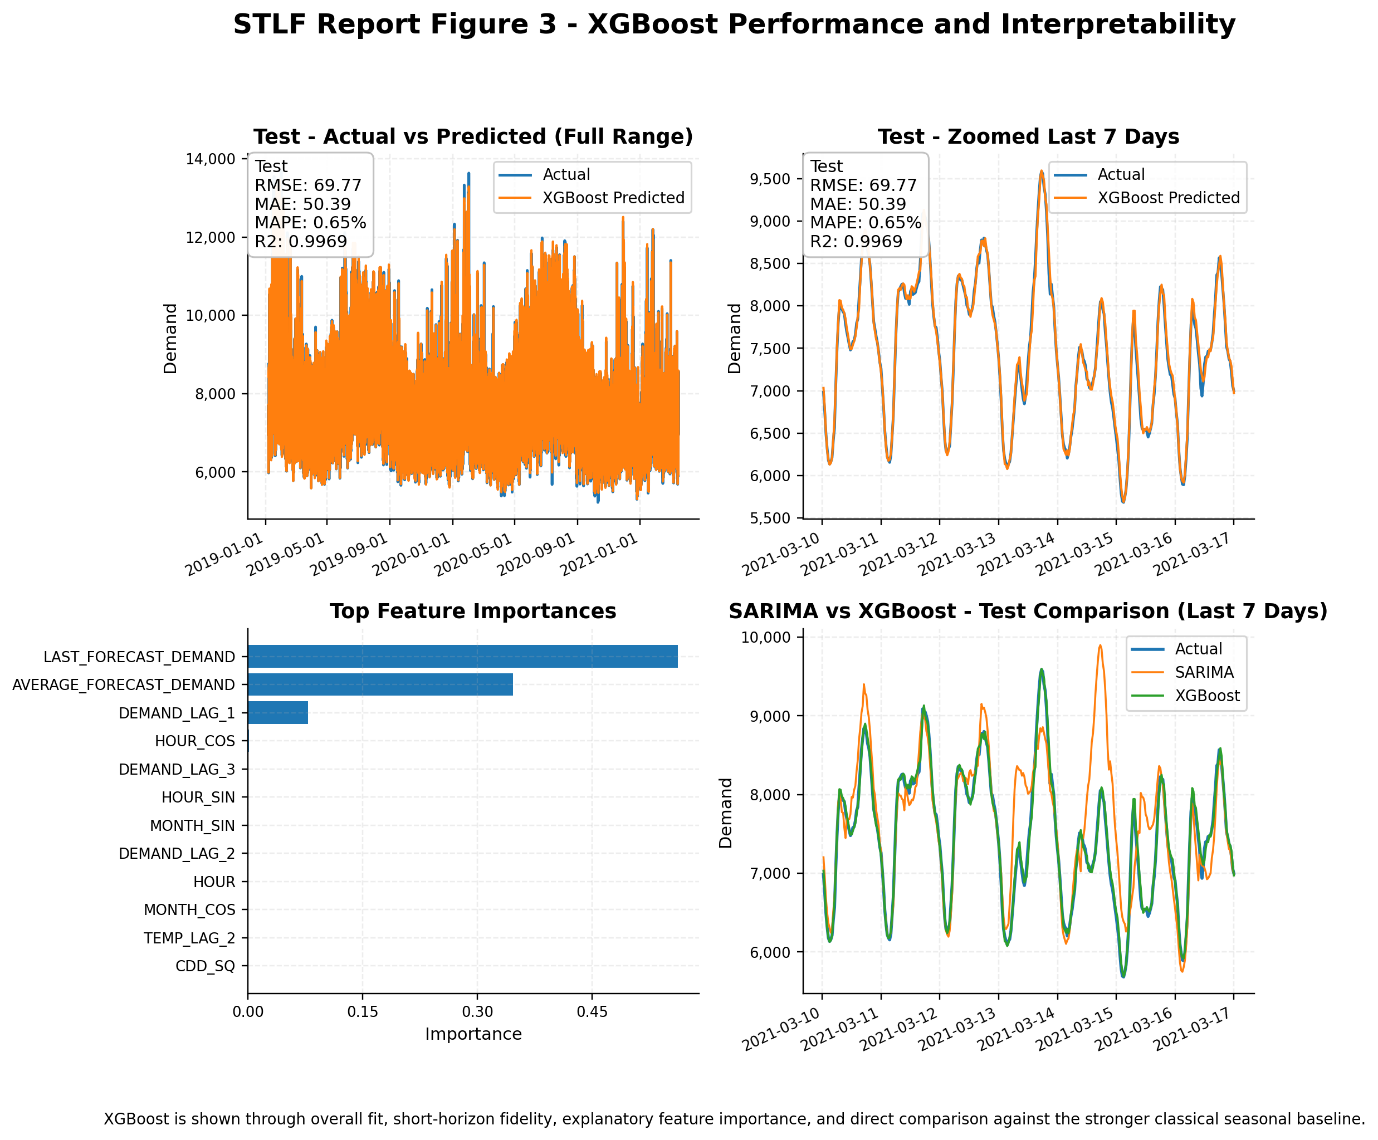 STLF Report Figure 3 - XGBoost Performance and Interpretability
Test - Actual vs Predicted (Full Range)
Test
RMSE: 69.77
MAE: 50.39
MAPE: 0.65%
R2: 0.9969
Actual
XGBoost Predicted
Demand
14,000
12,000
10,000
8,000
6,000
2019-01-01
2019-05-01
2019-09-01
2020-01-01
2020-05-01
2020-09-01
2021-01-01
Test - Zoomed Last 7 Days
Test
RMSE: 69.77
MAE: 50.39
MAPE: 0.65%
R2: 0.9969
Actual
XGBoost Predicted
Demand
9,500
9,000
8,500
8,000
7,500
7,000
6,500
6,000
5,500
2021-03-10
2021-03-11
2021-03-12
2021-03-13
2021-03-14
2021-03-15
2021-03-16
2021-03-17
Top Feature Importances
LAST_FORECAST_DEMAND
AVERAGE_FORECAST_DEMAND
DEMAND_LAG_1
HOUR_COS
DEMAND_LAG_3
HOUR_SIN
MONTH_SIN
DEMAND_LAG_2
HOUR
MONTH_COS
TEMP_LAG_2
CDD_SQ
0.00
0.15
0.30
0.45
Importance
SARIMA vs XGBoost - Test Comparison (Last 7 Days)
Actual
SARIMA
XGBoost
Demand
10,000
9,000
8,000
7,000
6,000
2021-03-10
2021-03-11
2021-03-12
2021-03-13
2021-03-14
2021-03-15
2021-03-16
2021-03-17
XGBoost is shown through overall fit, short-horizon fidelity, explanatory feature importance, and direct comparison against the stronger classical seasonal baseline.